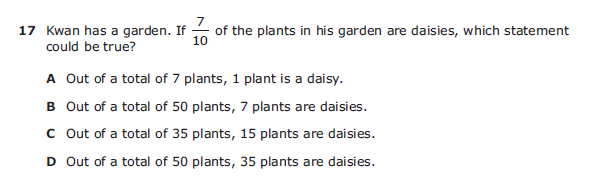 17 Kwan has a garden. If 7/10 of the plants in his garden are daisies, which statement
could be true?
A Out of a total of 7 plants, 1 plant is a daisy.
B Out of a total of 50 plants, 7 plants are daisies.
C Out of a total of 35 plants, 15 plants are daisies.
D Out of a total of 50 plants, 35 plants are daisies.